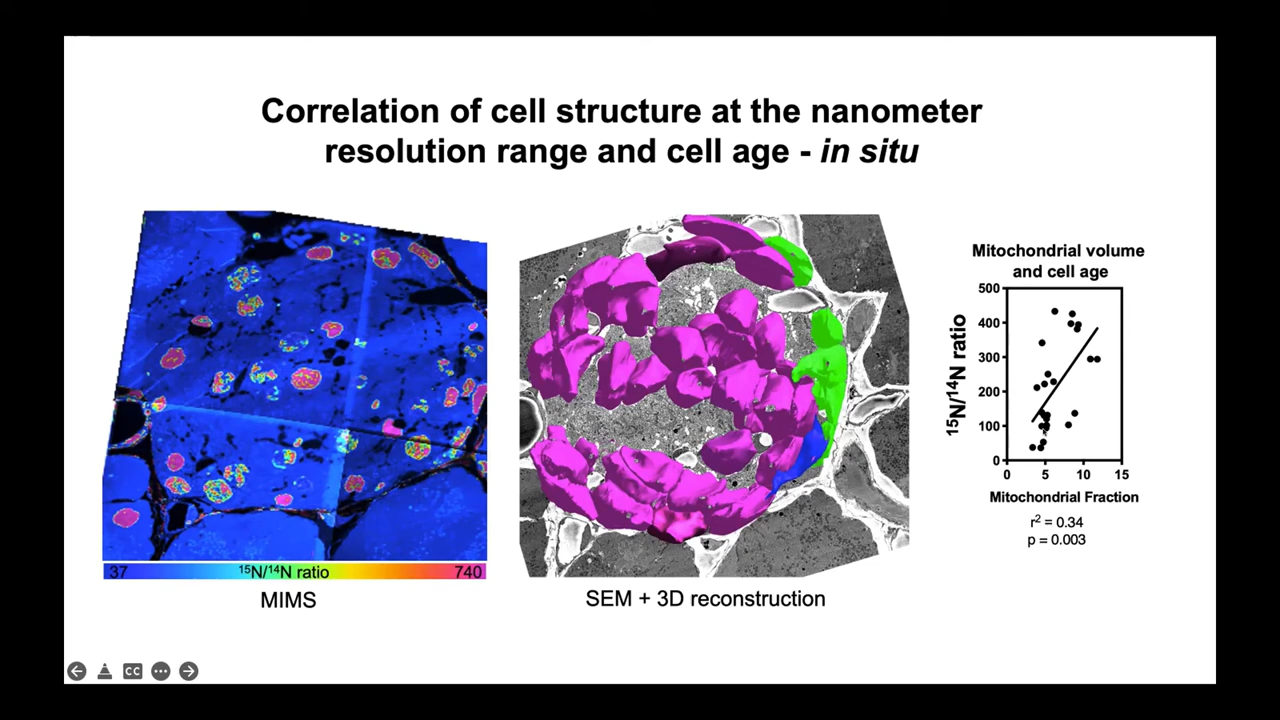 Correlation of cell structure at the nanometer
resolution range and cell age - in situ
37
15N/14N ratio
740
MIMS
SEM + 3D reconstruction
Mitochondrial volume
and cell age
15N/14N ratio
500
400
300
200
100
0
0
5
10
15
Mitochondrial Fraction
r2 = 0.34
p = 0.003
CC